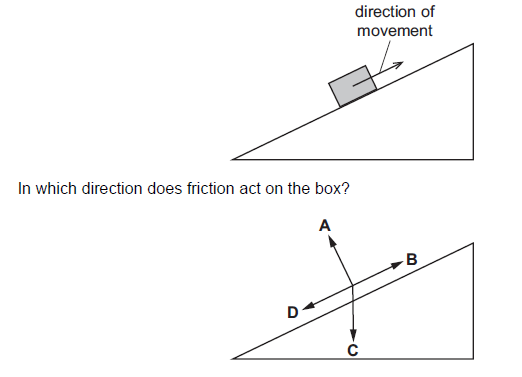 direction of
movement
In which direction does friction act on the box?
A
B
D
C